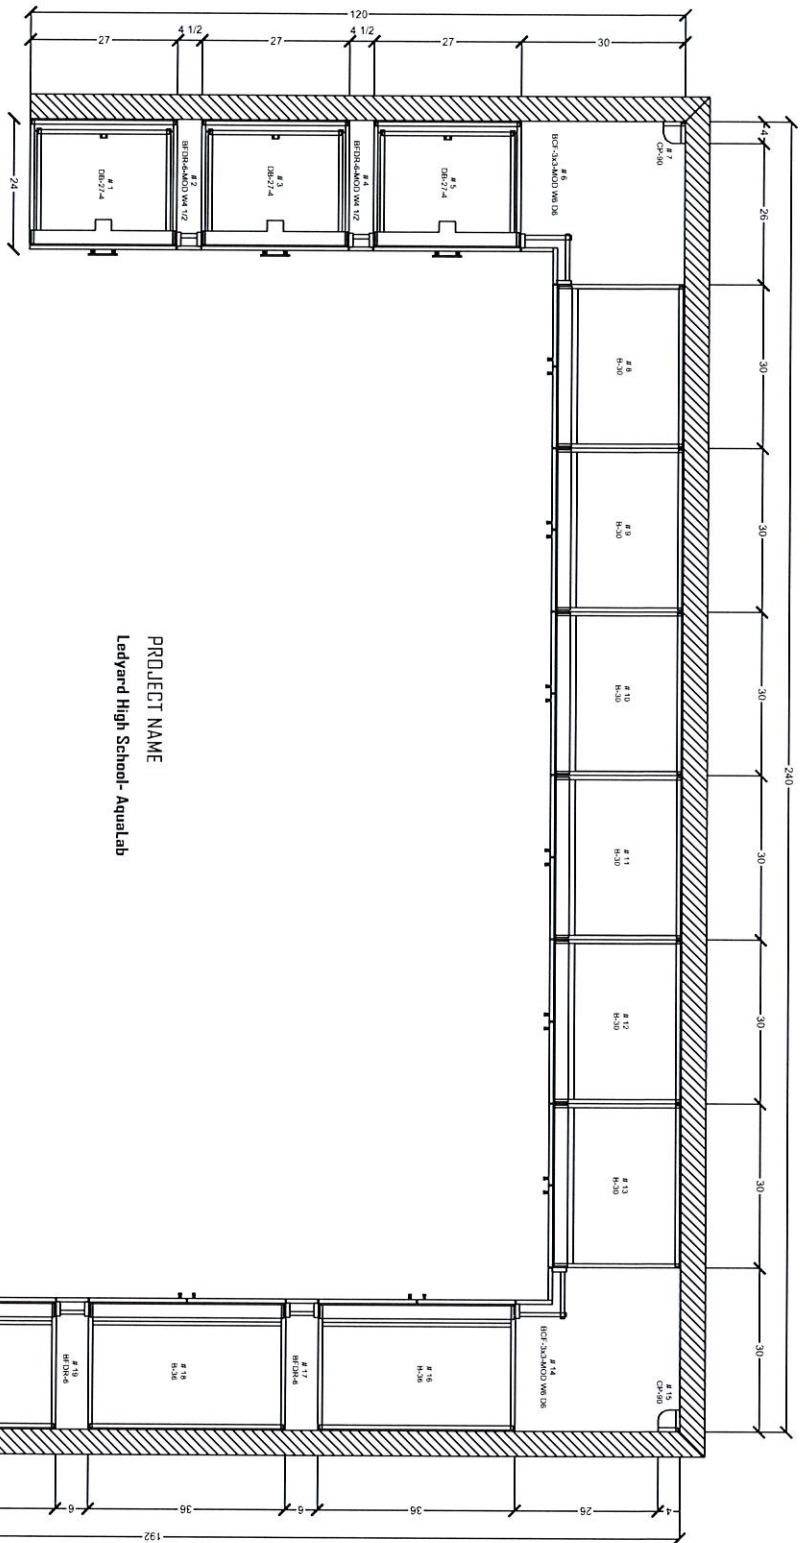 120
27
4 1/2
27
4 1/2
27
30
24
# 1
DB-27-4
# 2
BFDR-6-MOD W4 1/2
# 3
DB-27-4
# 4
BFDR-6-MOD W4 1/2
# 5
DB-27-4
# 6
BCF-3x3-MOD W6 D6
# 7
CP-90
4
26
30
30
30
30
30
30
30
240
# 8
B-30
# 9
B-30
# 10
B-30
# 11
B-30
# 12
B-30
# 13
B-30
# 14
BCF-3x3-MOD W6 D6
# 15
CP-90
# 16
B-36
# 17
BFDR-6
# 18
B-36
# 19
BFDR-6
PROJECT NAME
Ledyard High School- AquaLab
6
36
6
36
26
4
192